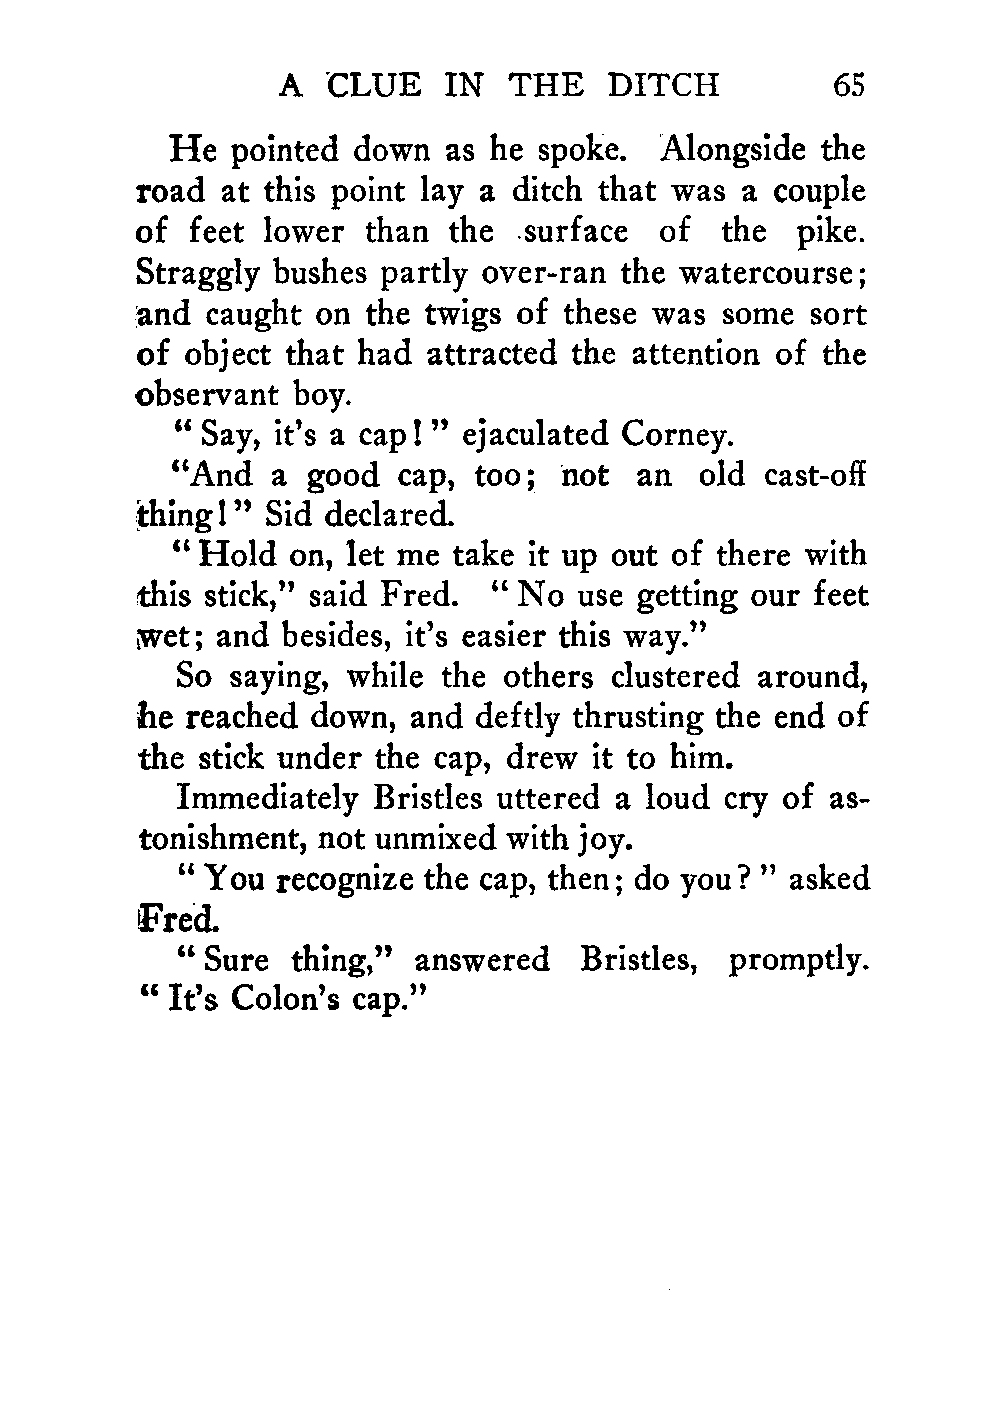 A CLUE IN THE DITCH 65
He pointed down as he spoke. Alongside the
road at this point lay a ditch that was a couple
of feet lower than the surface of the pike.
Straggly bushes partly over-ran the watercourse;
and caught on the twigs of these was some sort
of object that had attracted the attention of the
observant boy.
“ Say, it’s a cap! ” ejaculated Corney.
“And a good cap, too; not an old cast-off
thing! ” Sid declared.
“ Hold on, let me take it up out of there with
this stick,” said Fred. “ No use getting our feet
wet; and besides, it’s easier this way.”
So saying, while the others clustered around,
he reached down, and deftly thrusting the end of
the stick under the cap, drew it to him.
Immediately Bristles uttered a loud cry of as-
tonishment, not unmixed with joy.
“ You recognize the cap, then; do you? ” asked
Fred.
“ Sure thing,” answered Bristles, promptly.
“ It’s Colon’s cap.”